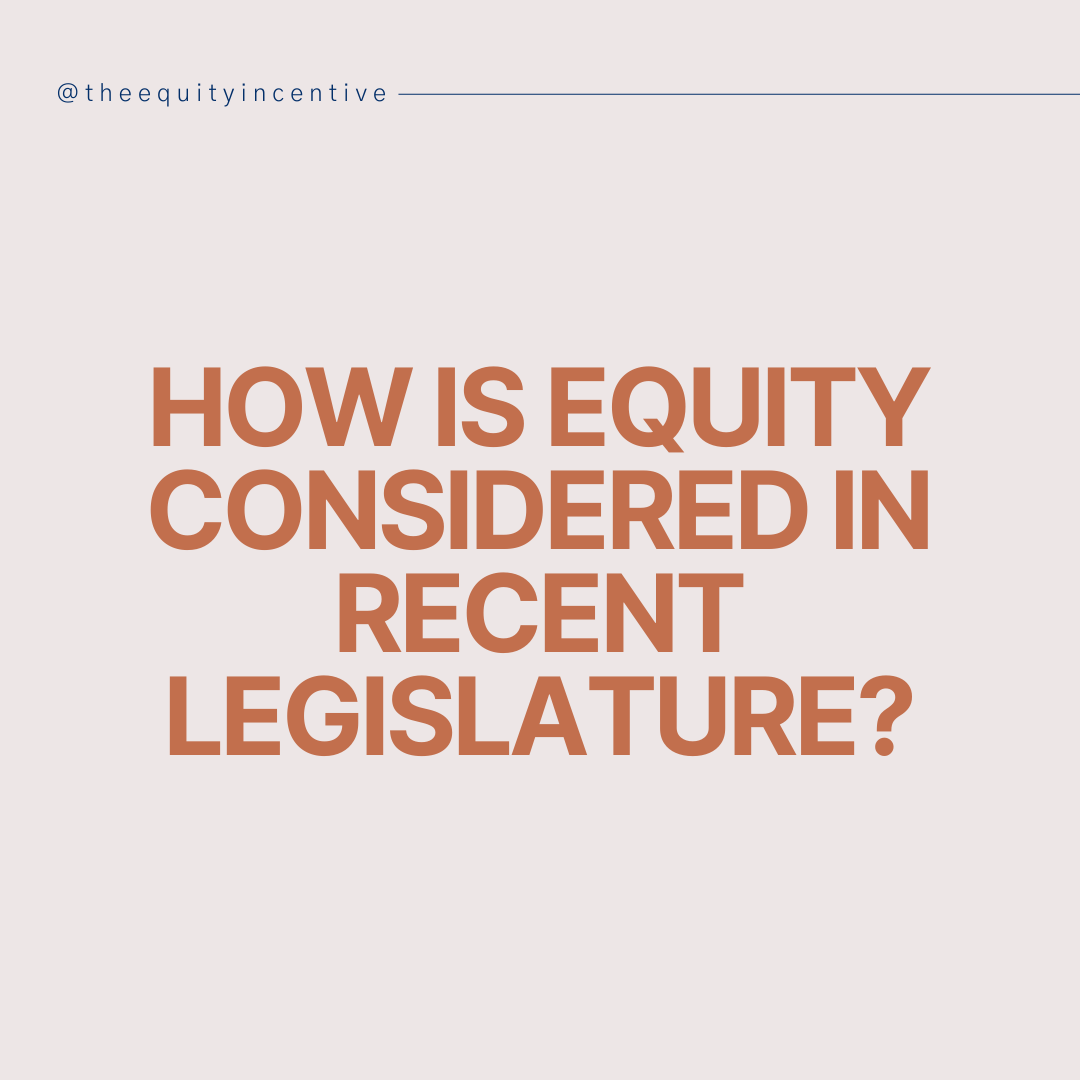 @theequityincentive
HOW IS EQUITY
CONSIDERED IN
RECENT
LEGISLATURE?